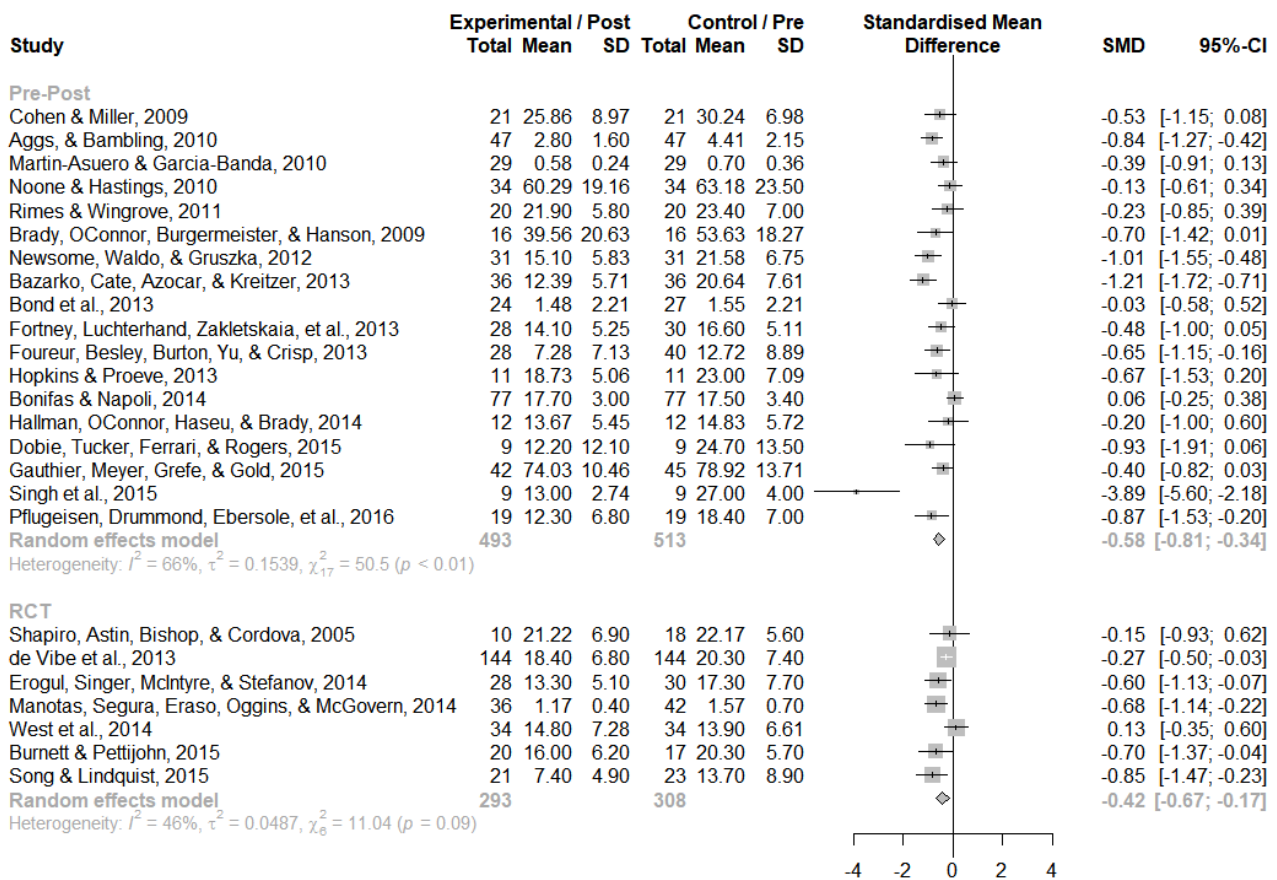 Experimental / Post Control / Pre Standardised Mean
Study Total Mean SD Total Mean SD Difference SMD 95%-CI
Pre-Post
Cohen & Miller, 2009 21 25.86 8.97 21 30.24 6.98 -0.53 [-1.15; 0.08]
Aggs, & Bambling, 2010 47 2.80 1.60 47 4.41 2.15 -0.84 [-1.27; -0.42]
Martin-Asuero & Garcia-Banda, 2010 29 0.58 0.24 29 0.70 0.36 -0.39 [-0.91; 0.13]
Noone & Hastings, 2010 34 60.29 19.16 34 63.18 23.50 -0.13 [-0.61; 0.34]
Rimes & Wingrove, 2011 20 21.90 5.80 20 23.40 7.00 -0.23 [-0.85; 0.39]
Brady, OConnor, Burgermeister, & Hanson, 2009 16 39.56 20.63 16 53.63 18.27 -0.70 [-1.42; 0.01]
Newsome, Waldo, & Gruszka, 2012 31 15.10 5.83 31 21.58 6.75 -1.01 [-1.55; -0.48]
Bazarko, Cate, Azocar, & Kreitzer, 2013 36 12.39 5.71 36 20.64 7.61 -1.21 [-1.72; -0.71]
Bond et al., 2013 24 1.48 2.21 27 1.55 2.21 -0.03 [-0.58; 0.52]
Fortney, Luchterhand, Zakletskaia, et al., 2013 28 14.10 5.25 30 16.60 5.11 -0.48 [-1.00; 0.05]
Foureur, Besley, Burton, Yu, & Crisp, 2013 28 7.28 7.13 40 12.72 8.89 -0.65 [-1.15; -0.16]
Hopkins & Proeve, 2013 11 18.73 5.06 11 23.00 7.09 -0.67 [-1.53; 0.20]
Bonifas & Napoli, 2014 77 17.70 3.00 77 17.50 3.40 0.06 [-0.25; 0.38]
Hallman, OConnor, Haseu & Brady, 2014 12 13.67 5.45 12 14.83 5.72 -0.20 [-1.00; 0.60]
Dobie, Tucker, Ferrari, & Rogers, 2015 9 12.20 12.10 9 24.70 13.50 -0.93 [-1.91; 0.06]
Gauthier, Meyer, Grefe, & Gold, 2015 42 74.03 10.46 45 78.92 13.71 -0.40 [-0.82; 0.03]
Singh et al., 2015 9 13.00 2.74 9 27.00 4.00 -3.89 [-5.60; -2.18]
Pflugeisen, Drummond, Ebersole, et al., 2016 19 12.30 6.80 19 18.40 7.00 -0.87 [-1.53; -0.20]
Random effects model 493 513 -0.58 [-0.81; -0.34]
Heterogeneity: I² = 66%, τ² = 0.1539, χ²₁₇ = 50.5 (p < 0.01)
RCT
Shapiro, Astin, Bishop, & Cordova, 2005 10 21.22 6.90 18 22.17 5.60 -0.15 [-0.93; 0.62]
de Vibe et al., 2013 144 18.40 6.80 144 20.30 7.40 -0.27 [-0.50; -0.03]
Erogul, Singer, McIntyre, & Stefanov, 2014 28 13.30 5.10 30 17.30 7.70 -0.60 [-1.13; -0.07]
Manotas, Segura, Eraso, Oggins, & McGovern, 2014 36 1.17 0.40 42 1.57 0.70 -0.68 [-1.14; -0.22]
West et al., 2014 34 14.80 7.28 34 13.90 6.61 0.13 [-0.35; 0.60]
Burnett & Pettijohn, 2015 20 16.00 6.20 17 20.30 5.70 -0.70 [-1.37; -0.04]
Song & Lindquist, 2015 21 7.40 4.90 23 13.70 8.90 -0.85 [-1.47; -0.23]
Random effects model 293 308 -0.42 [-0.67; -0.17]
Heterogeneity: I² = 46%, τ² = 0.0487, χ²₆ = 11.04 (p = 0.09)
-4 -2 0 2 4